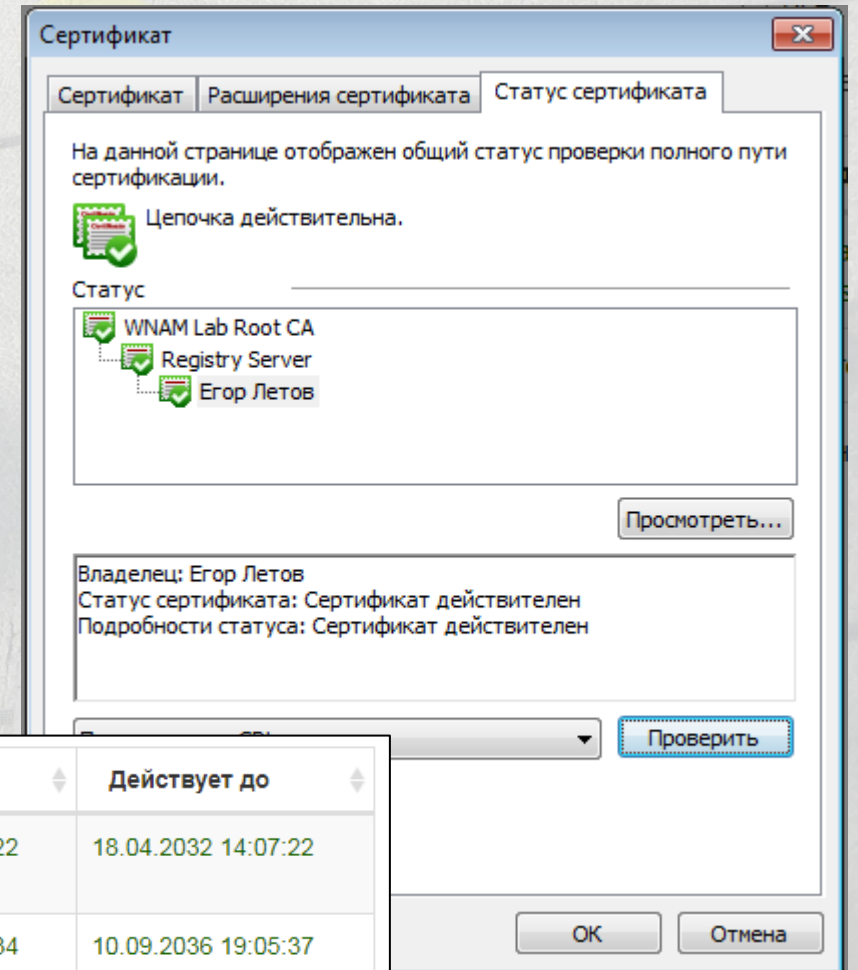 Сертификат
Сертификат Расширения сертификата Статус сертификата
На данной странице отображен общий статус проверки полного пути
сертификации.
Цепочка действительна.
Статус
WNAM Lab Root CA
Registry Server
Егор Летов
Просмотреть...
Владелец: Егор Летов
Статус сертификата: Сертификат действителен
Подробности статуса: Сертификат действителен
Проверить
Действует до
22 18.04.2032 14:07:22
34 10.09.2036 19:05:37
OK Отмена